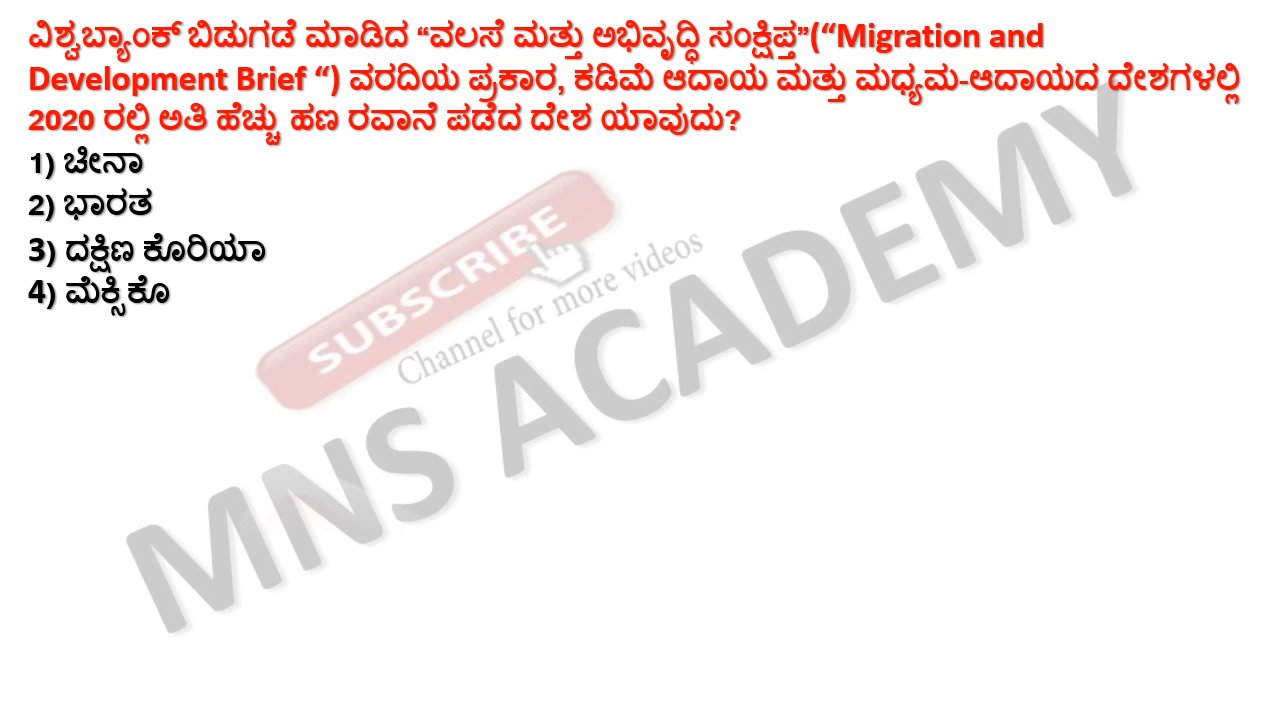 ವಿಶ್ವಬ್ಯಾಂಕ್ ಬಿಡುಗಡೆ ಮಾಡಿದ “ವಲಸೆ ಮತ್ತು ಅಭಿವೃದ್ಧಿ ಸಂಕ್ಷಿಪ್ತ”(“Migration and
Development Brief “) ವರದಿಯ ಪ್ರಕಾರ, ಕಡಿಮೆ ಆದಾಯ ಮತ್ತು ಮಧ್ಯಮ-ಆದಾಯದ ದೇಶಗಳಲ್ಲಿ
2020 ರಲ್ಲಿ ಅತಿ ಹೆಚ್ಚು ಹಣ ರವಾನೆ ಪಡೆದ ದೇಶ ಯಾವುದು?
1) ಚೀನಾ
2) ಭಾರತ
3) ದಕ್ಷಿಣ ಕೊರಿಯಾ
4) ಮೆಕ್ಸಿಕೊ
SUBSCRIBE
Channel for more videos
MNS ACADEMY